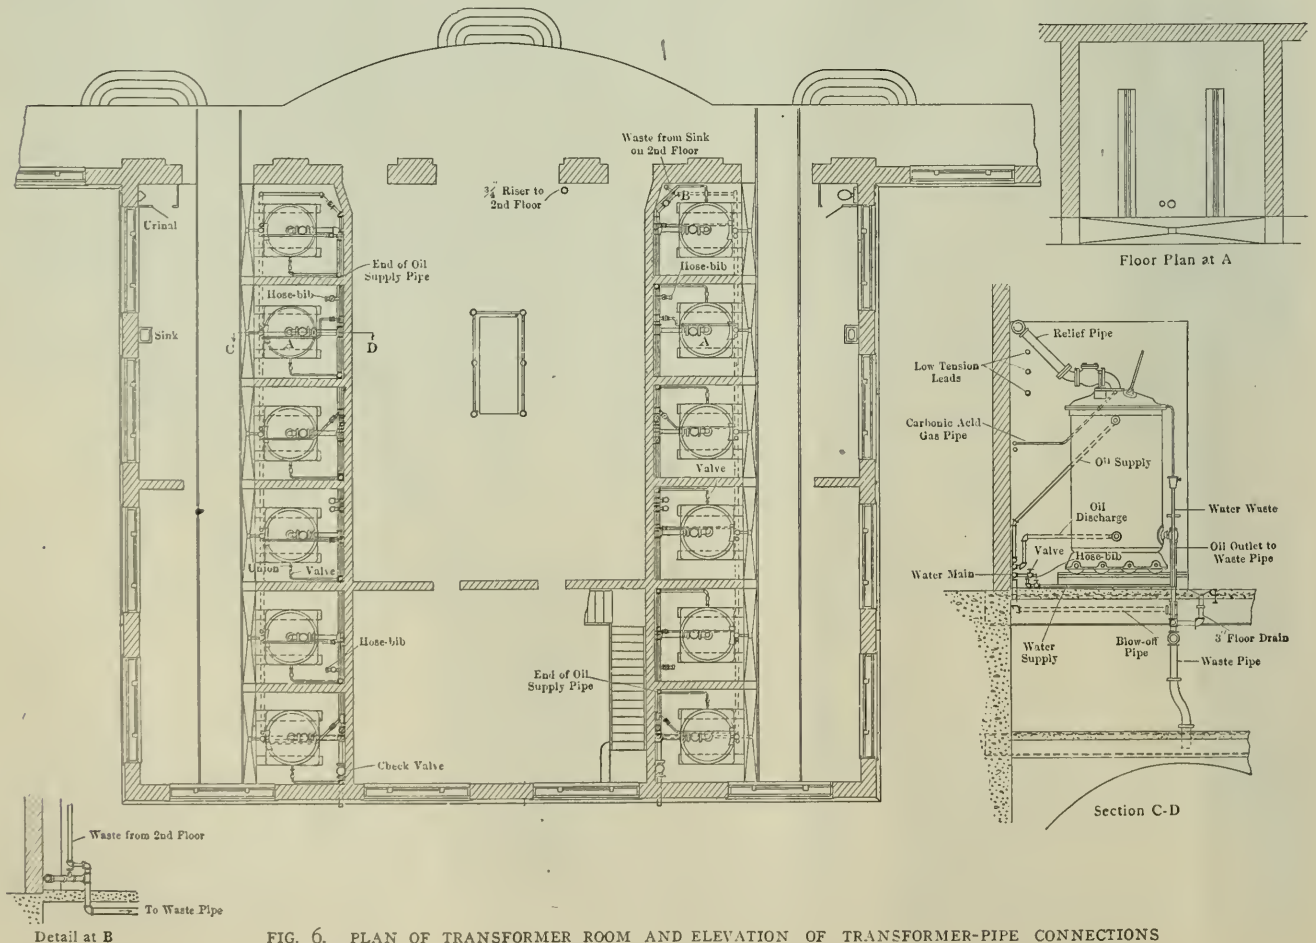 Waste from Sink
on 2nd Floor
3/4" Riser to
2nd Floor
B
Urinal
End of Oil
Supply Pipe
Hose-bib
Hose-bib
Sink
C
A
D
A
Valve
Union
Valve
Hose-bib
End of Oil
Supply Pipe
Check Valve
Floor Plan at A
Relief Pipe
Low Tension
Leads
Carbonic Acid
Gas Pipe
Oil Supply
Oil
Discharge
Water Waste
Valve
Hose-bib
Oil Outlet to
Waste Pipe
Water Main
Water
Supply
Blow-off
Pipe
3" Floor Drain
Waste Pipe
Section C-D
Waste from 2nd Floor
To Waste Pipe
Detail at B
FIG. 6. PLAN OF TRANSFORMER ROOM AND ELEVATION OF TRANSFORMER-PIPE CONNECTIONS